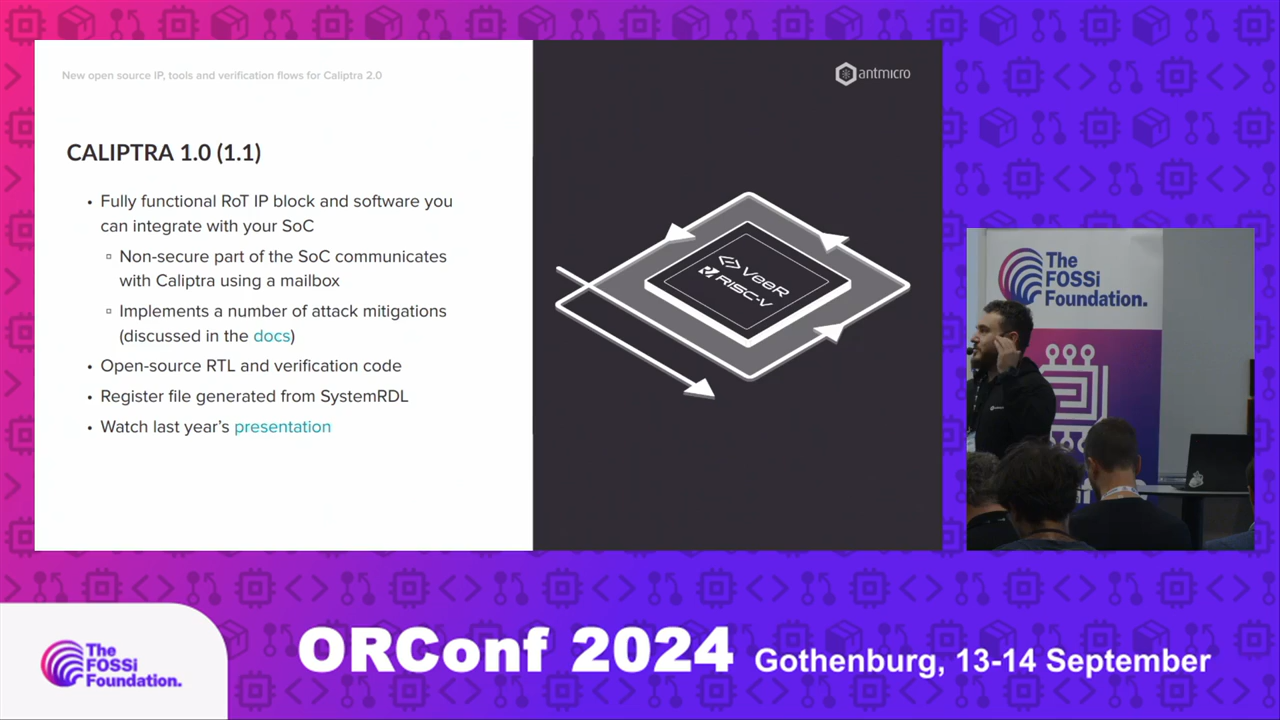 New open source IP, tools and verification flows for Caliptra 2.0
antmicro
CALIPTRA 1.0 (1.1)
• Fully functional RoT IP block and software you
can integrate with your SoC
▫ Non-secure part of the SoC communicates
with Caliptra using a mailbox
▫ Implements a number of attack mitigations
(discussed in the docs)
• Open-source RTL and verification code
• Register file generated from SystemRDL
• Watch last year's presentation
VeeR
RISC-V
The
FOSSi
Foundation.
The
FOSSi
Foundation.
ORConf 2024 Gothenburg, 13-14 September